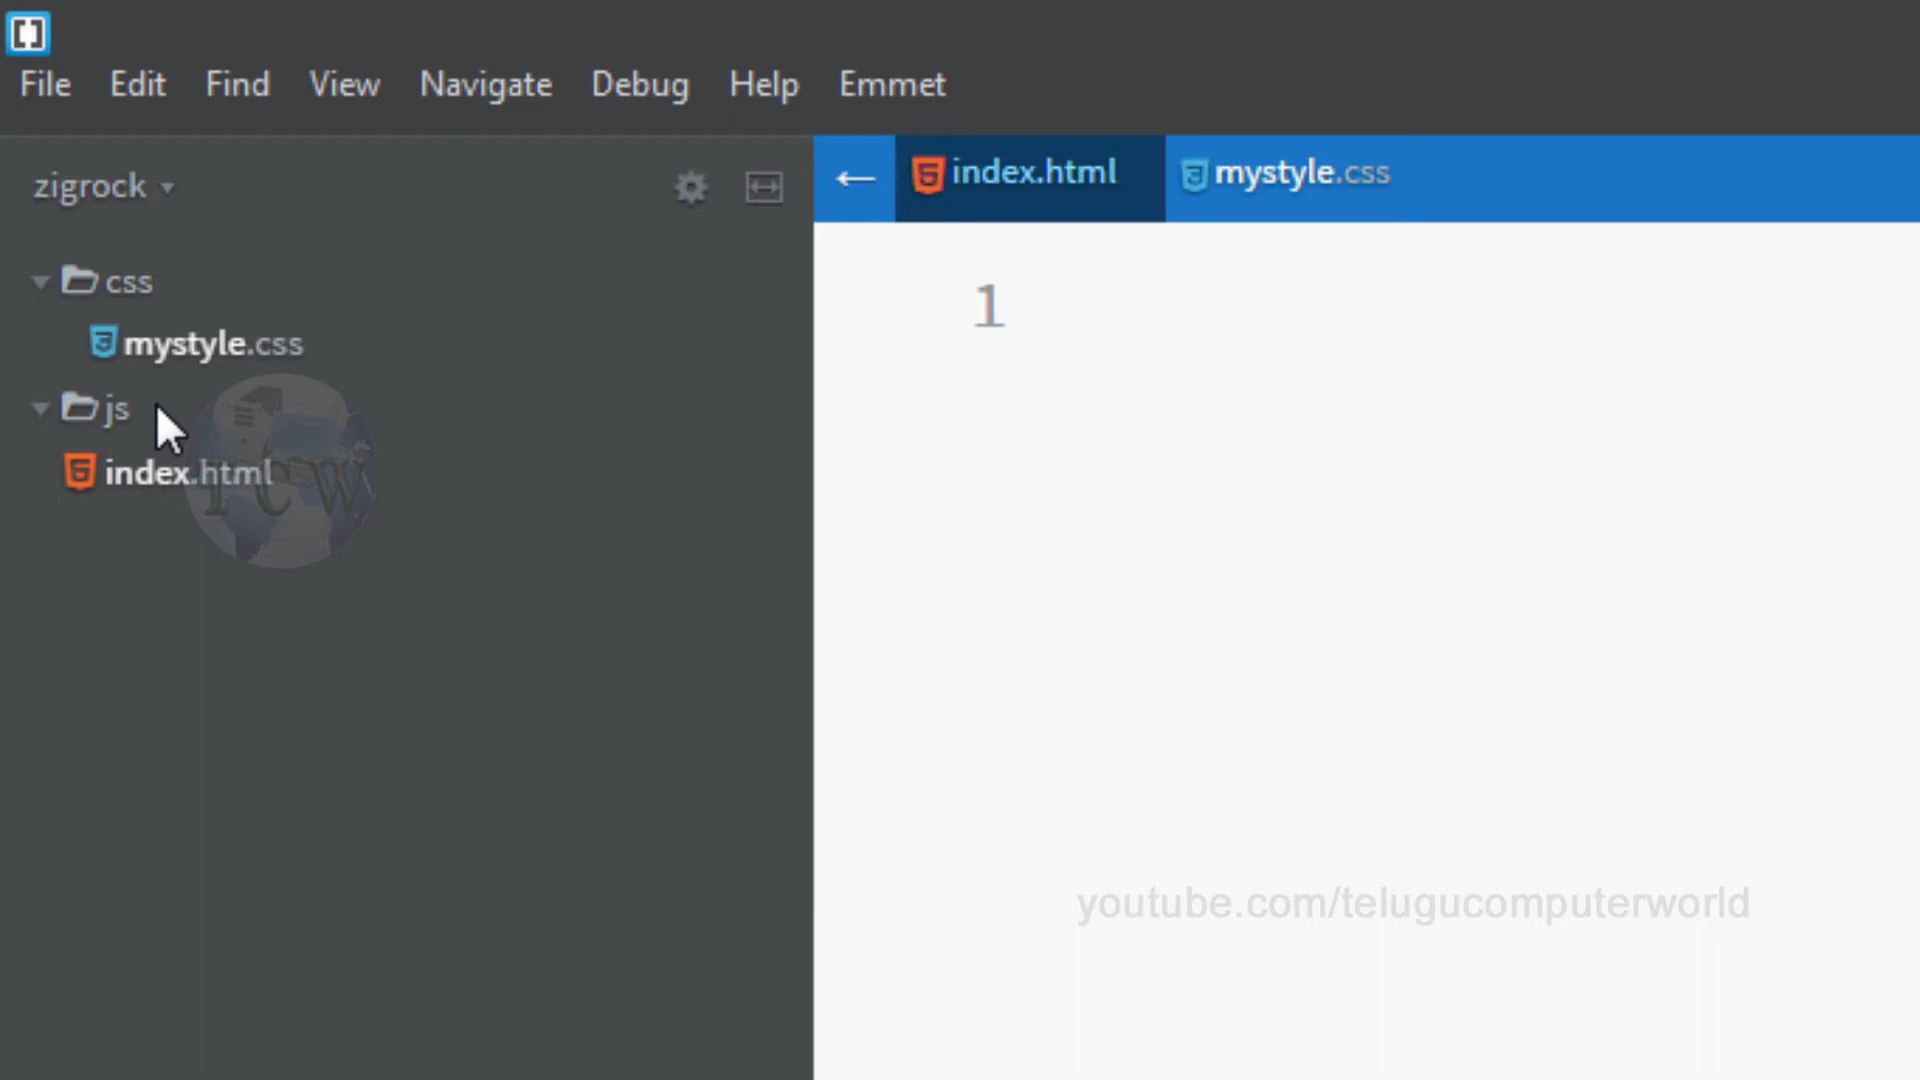 File Edit Find View Navigate Debug Help Emmet
zigrock
index.html mystyle.css
css
1
mystyle.css
js
index.html
tcw
youtube.com/telugucomputerworld